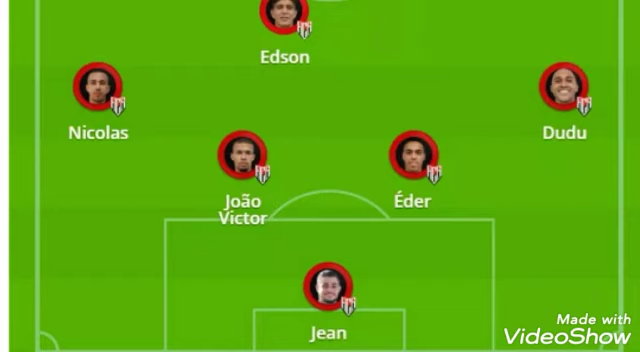 Edson
Nicolas
Dudu
João
Victor
Éder
Jean
Made with
VideoShow